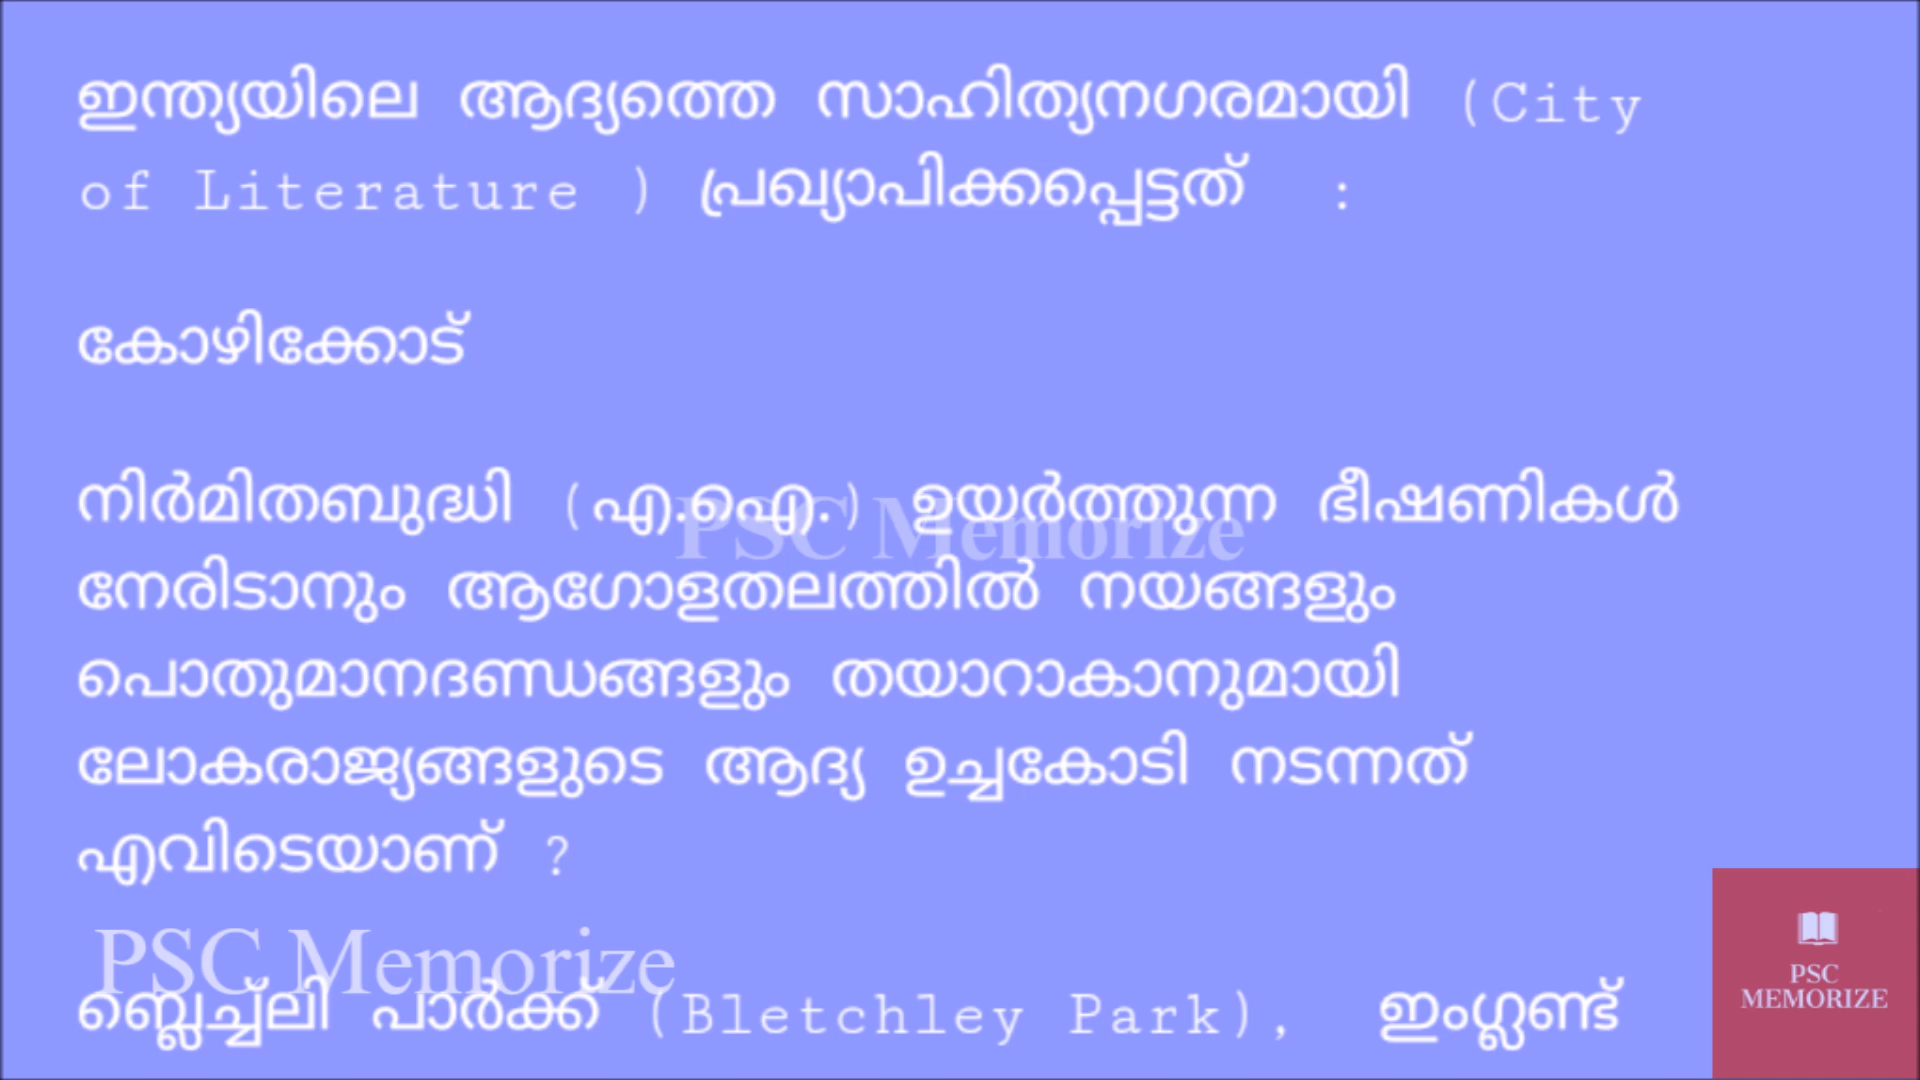 ഇന്ത്യയിലെ ആദ്യത്തെ സാഹിത്യനഗരമായി (City
of Literature ) പ്രഖ്യാപിക്കപ്പെട്ടത് :
കോഴിക്കോട്
നിർമിതബുദ്ധി (എ.ഐ.) ഉയർത്തുന്ന ഭീഷണികൾ
PSC Memorize
നേരിടാനും ആഗോളതലത്തിൽ നയങ്ങളും
പൊതുമാനദണ്ഡങ്ങളും തയാറാകാനുമായി
ലോകരാജ്യങ്ങളുടെ ആദ്യ ഉച്ചകോടി നടന്നത്
എവിടെയാണ് ?
PSC Memorize
ബ്ലെച്ച്ലി പാർക്ക് (Bletchley Park), ഇംഗ്ലണ്ട്
PSC
MEMORIZE